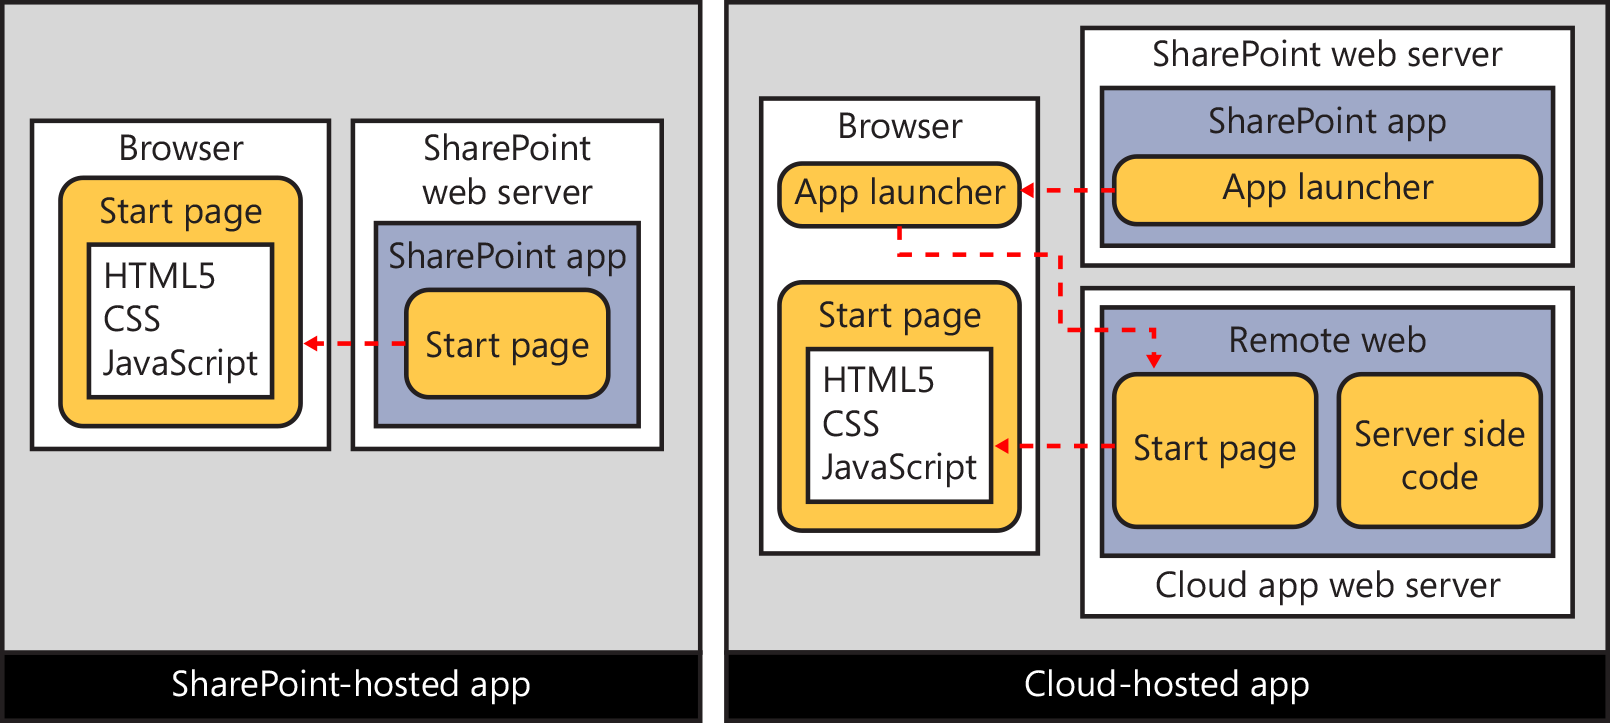 Browser
Start page
HTML5
CSS
JavaScript
SharePoint
web server
SharePoint app
Start page
SharePoint-hosted app
Browser
App launcher
Start page
HTML5
CSS
JavaScript
SharePoint web server
SharePoint app
App launcher
Remote web
Start page
Server side
code
Cloud app web server
Cloud-hosted app